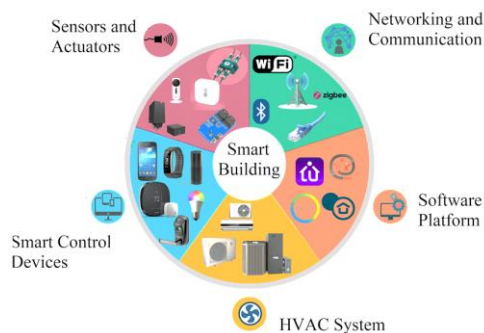 Sensors and
Actuators
Networking and
Communication
WiFi
zigbee
Smart
Building
Software
Platform
Smart Control
Devices
HVAC System